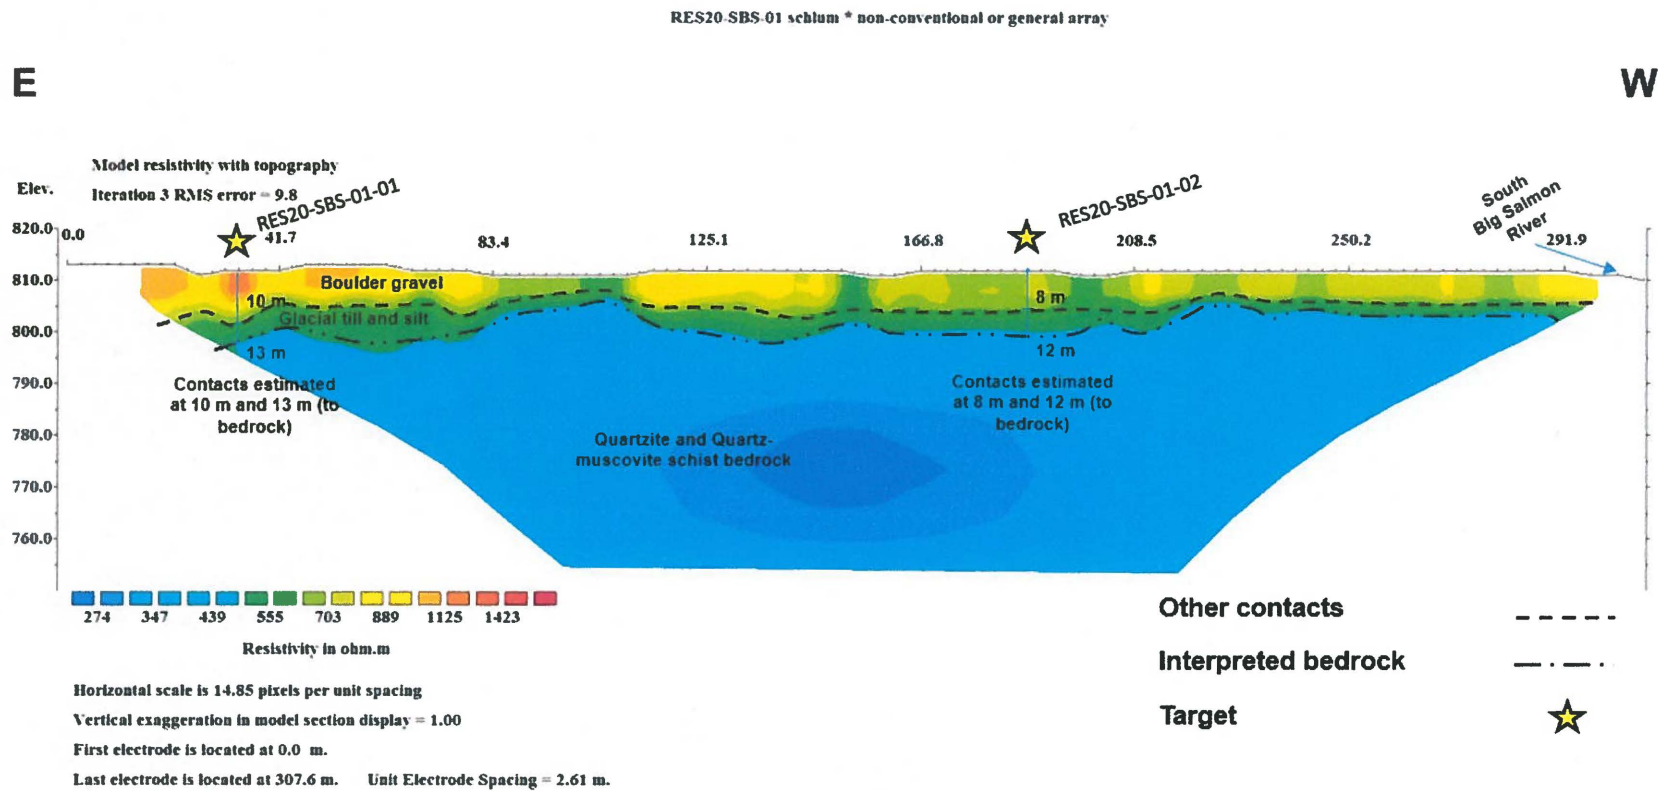 RES20-SBS-01 schlum * non-conventional or general array
E
W
Model resistivity with topography
Elev.
Iteration 3 RMS error = 9.8
RES20-SBS-01-01
RES20-SBS-01-02
South
Big Salmon
River
820.0
0.0
41.7
83.4
125.1
166.8
208.5
250.2
291.9
810.0
Boulder gravel
10 m
8 m
Glacial till and silt
800.0
13 m
12 m
790.0
Contacts estimated
at 10 m and 13 m (to
bedrock)
Contacts estimated
at 8 m and 12 m (to
bedrock)
780.0
Quartzite and Quartz-
muscovite schist bedrock
770.0
760.0
274 347 439 555 703 889 1125 1423
Resistivity in ohm.m
Other contacts
Interpreted bedrock
Target
Horizontal scale is 14.85 pixels per unit spacing
Vertical exaggeration in model section display = 1.00
First electrode is located at 0.0 m.
Last electrode is located at 307.6 m. Unit Electrode Spacing = 2.61 m.